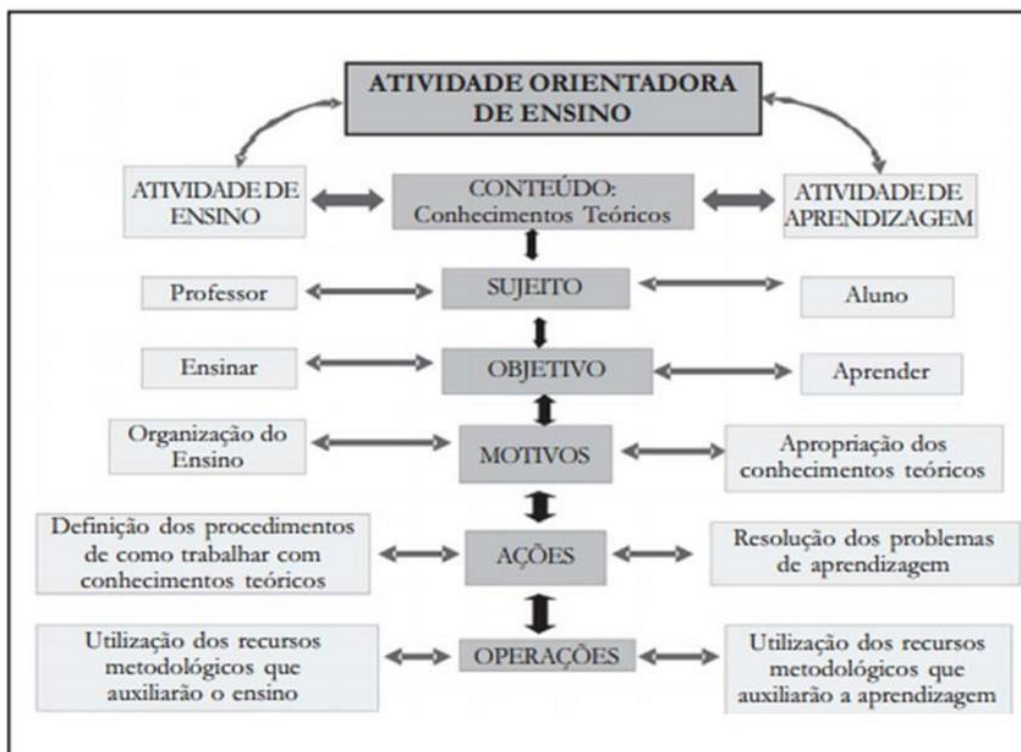 ATIVIDADE ORIENTADORA
DE ENSINO
ATIVIDADE DE
ENSINO
CONTEÚDO:
Conhecimentos Teóricos
ATIVIDADE DE
APRENDIZAGEM
Professor
SUJEITO
Aluno
Ensinar
OBJETIVO
Aprender
Organização do
Ensino
MOTIVOS
Apropriação dos
conhecimentos teóricos
Definição dos procedimentos
de como trabalhar com
conhecimentos teóricos
AÇÕES
Resolução dos problemas
de aprendizagem
Utilização dos recursos
metodológicos que
auxiliarão o ensino
OPERAÇÕES
Utilização dos recursos
metodológicos que
auxiliarão a aprendizagem